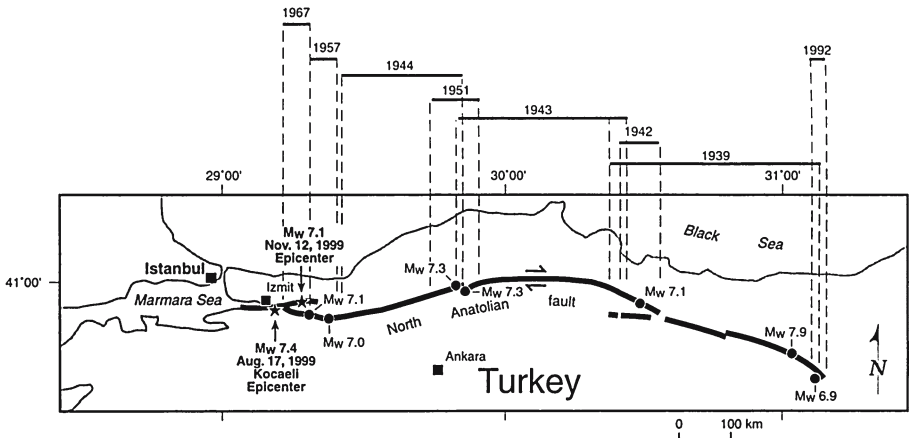 1967
1957
1992
1944
1951
1943
1942
1939
29°00'
30°00'
31°00'
Mw 7.1
Nov. 12, 1999
Epicenter
Black Sea
Istanbul
Mw 7.3
41°00'
Izmit
Marmara Sea
Mw 7.1
Mw 7.3
Mw 7.1
North Anatolian fault
Mw 7.0
Mw 7.9
Mw 7.4
Aug. 17, 1999
Kocaeli
Epicenter
Ankara
Turkey
N
Mw 6.9
0 100 km